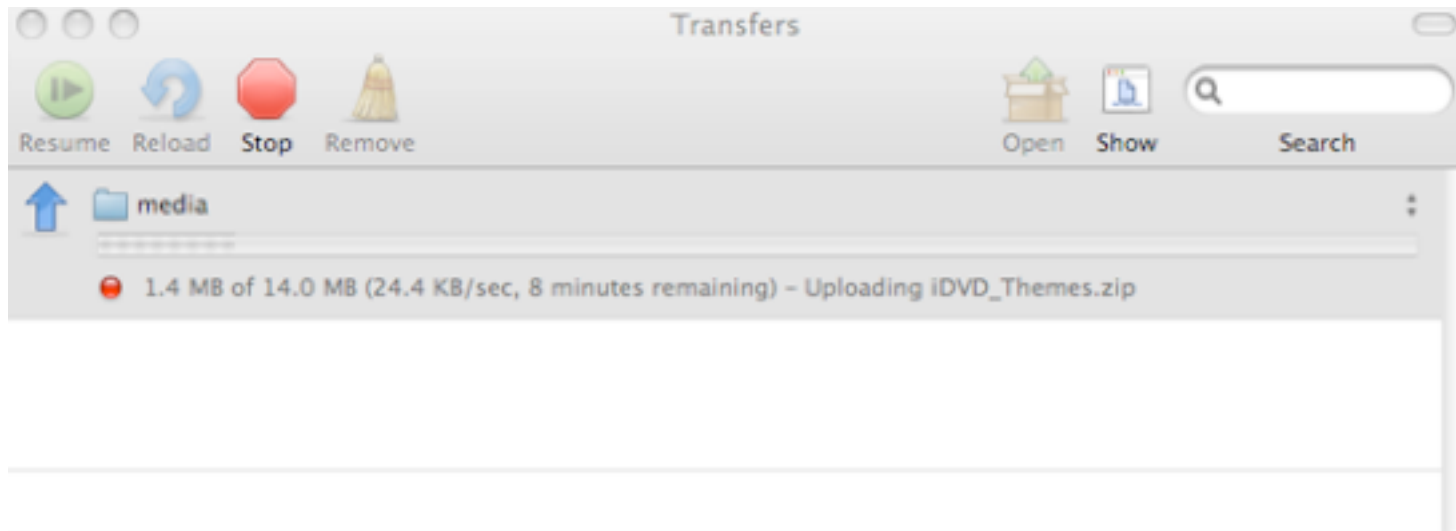 Transfers
Resume Reload Stop Remove Open Show Search
media
1.4 MB of 14.0 MB (24.4 KB/sec, 8 minutes remaining) – Uploading iDVD_Themes.zip